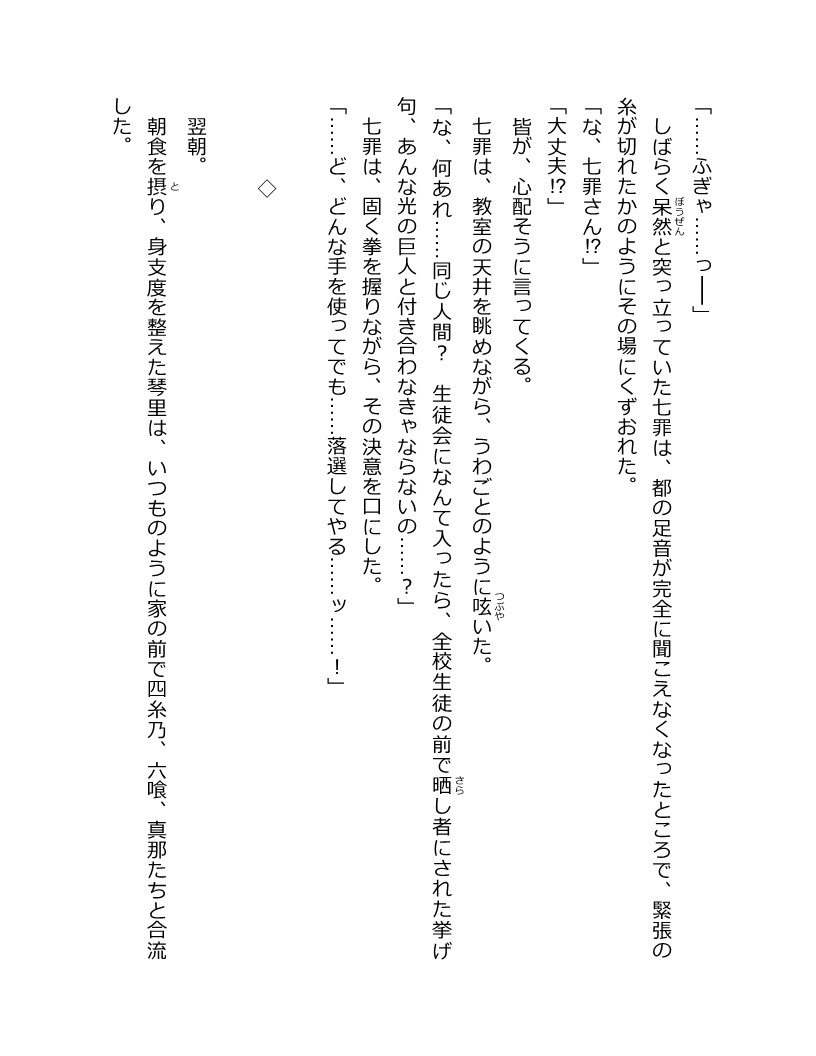 「……ふぎゃ……っ――」
　しばらく呆然と突っ立っていた七罪は、都の足音が完全に聞こえなくなったところで、緊張の
糸が切れたかのようにその場にくずおれた。
「な、七罪さん!?」
「大丈夫!?」
　皆が、心配そうに言ってくる。
　七罪は、教室の天井を眺めながら、うわごとのように呟いた。
「な、何あれ……同じ人間？　生徒会になんて入ったら、全校生徒の前で晒し者にされた挙げ
句、あんな光の巨人と付き合わなきゃならないの……？」
　七罪は、固く拳を握りながら、その決意を口にした。
「……ど、どんな手を使ってでも……落選してやる……ッ……！」
◇
　翌朝。
　朝食を摂り、身支度を整えた琴里は、いつものように家の前で四糸乃、六喰、真那たちと合流
した。